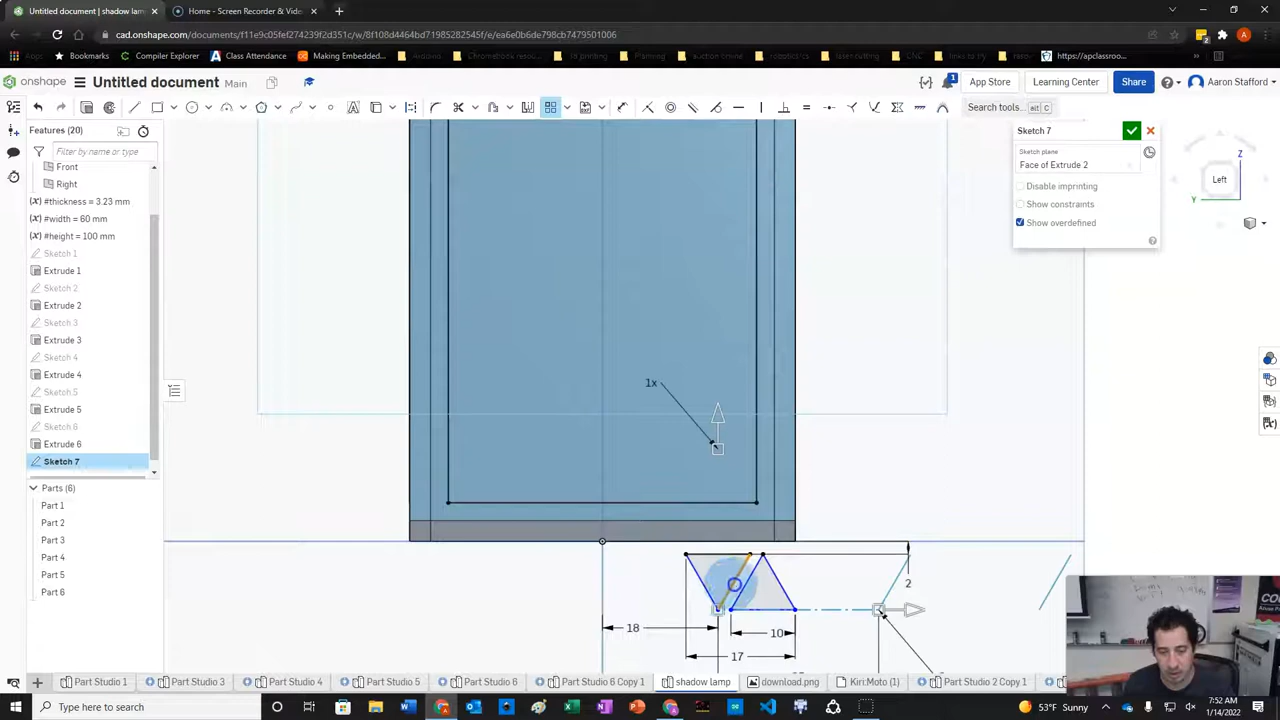 Untitled document | shadow lam
Home - Screen Recorder & Vide
cad.onshape.com/documents/f11e9c05fef274239f2d351c/w/8f108d4464bd71985282545f/e/ea6e0b6de798cb7479501006
Apps
Bookmarks
Compiler Explorer
Class Attendance
Making Embedded...
Arduino
Planning
https://apclassroo...
onshape
Untitled document
Main
App Store
Learning Center
Share
Aaron Stafford
Search tools...
alt C
Features (20)
Filter by name or type
Front
Right
(x) #thickness = 3.23 mm
(x) #width = 60 mm
(x) #height = 100 mm
Sketch 1
Extrude 1
Sketch 2
Extrude 2
Sketch 3
Extrude 3
Sketch 4
Extrude 4
Sketch 5
Extrude 5
Sketch 6
Extrude 6
Sketch 7
Parts (6)
Part 1
Part 2
Part 3
Part 4
Part 5
Part 6
Sketch 7
Sketch plane
Face of Extrude 2
Disable imprinting
Show constraints
Show overdefined
Z
Left
Y
1x
2
18
10
17
Part Studio 1
Part Studio 3
Part Studio 4
Part Studio 5
Part Studio 6
Part Studio 6 Copy 1
shadow lamp
download.png
Kiri:Moto (1)
Part Studio 2 Copy 1
Type here to search
53°F Sunny
7:52 AM
1/14/2022